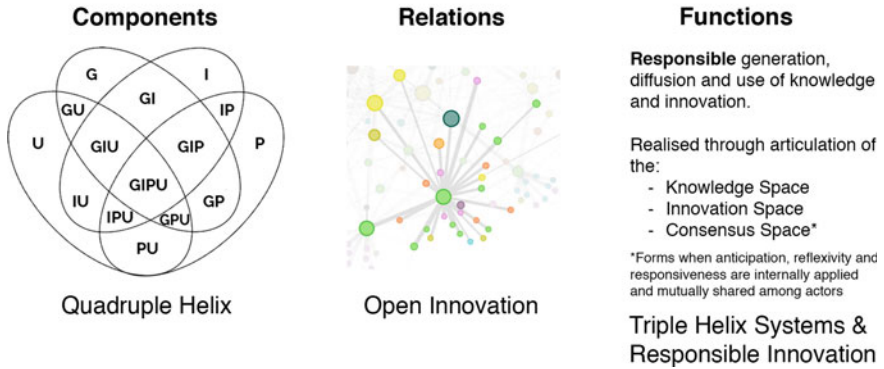 Components
G
I
GI
GU
IP
U
P
GIU
GIP
GIPU
IU
GP
IPU
GPU
PU
Quadruple Helix
Relations
Open Innovation
Functions
Responsible generation,
diffusion and use of knowledge
and innovation.
Realised through articulation of
the:
- Knowledge Space
- Innovation Space
- Consensus Space*
*Forms when anticipation, reflexivity and
responsiveness are internally applied
and mutually shared among actors
Triple Helix Systems &
Responsible Innovation